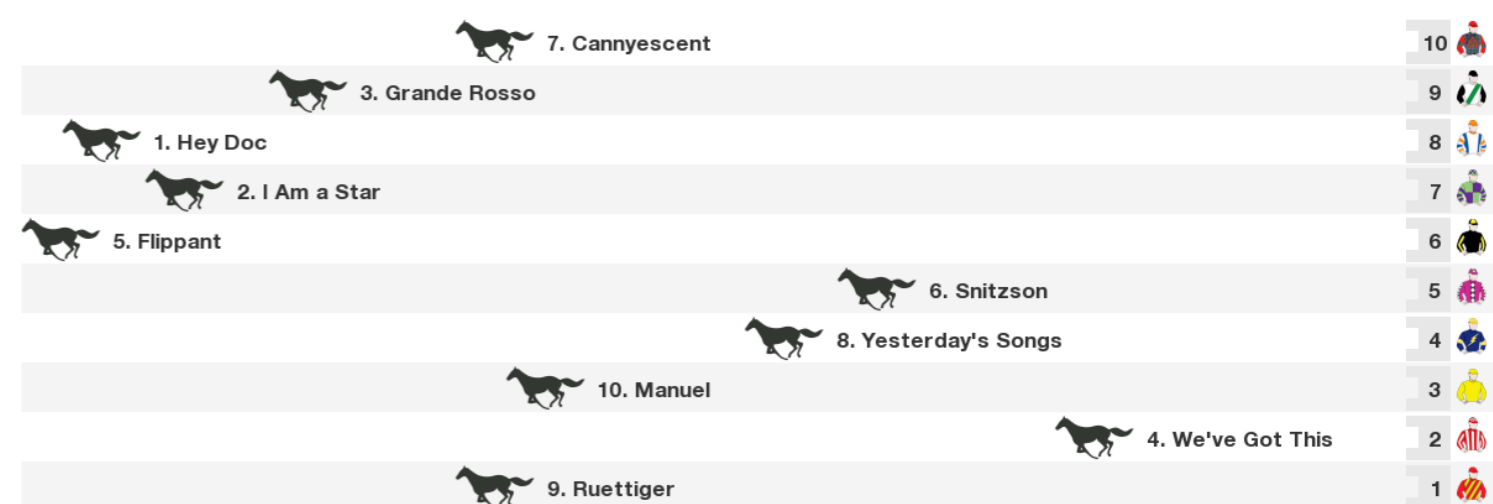 7. Cannyescent 10
3. Grande Rosso 9
1. Hey Doc 8
2. I Am a Star 7
5. Flippant 6
6. Snitzson 5
8. Yesterday's Songs 4
10. Manuel 3
4. We've Got This 2
9. Ruettiger 1